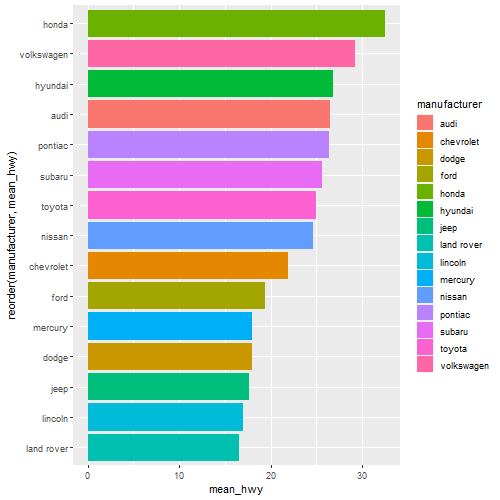 honda
volkswagen
hyundai
audi
pontiac
subaru
toyota
nissan
chevrolet
ford
mercury
dodge
jeep
lincoln
land rover
reorder(manufacturer, mean_hwy)
0 10 20 30
mean_hwy
manufacturer
audi
chevrolet
dodge
ford
honda
hyundai
jeep
land rover
lincoln
mercury
nissan
pontiac
subaru
toyota
volkswagen